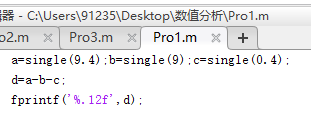 器 - C:\Users\91235\Desktop\数值分析\Pro1.m
o2.m × Pro3.m × Pro1.m × +
a=single(9.4);b=single(9);c=single(0.4);
d=a-b-c;
fprintf('%.12f',d);